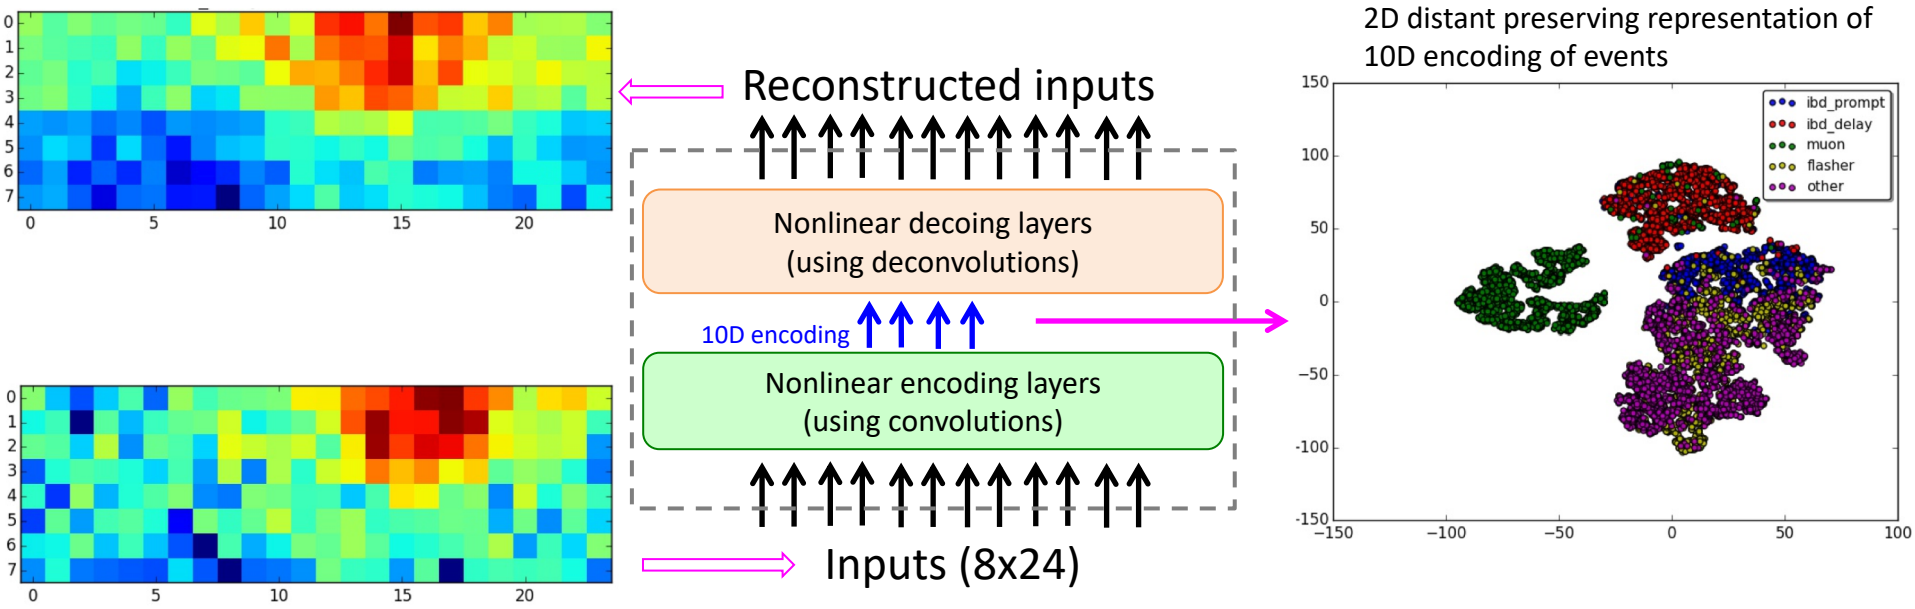 2D distant preserving representation of
10D encoding of events
0
1
2
3
4
5
6
7
0 5 10 15 20
Reconstructed inputs
Nonlinear decoing layers
(using deconvolutions)
10D encoding
Nonlinear encoding layers
(using convolutions)
Inputs (8x24)
0
1
2
3
4
5
6
7
0 5 10 15 20
150
100
50
0
−50
−100
-150
−150 −100 −50 0 50 100
ibd_prompt
ibd_delay
muon
flasher
other